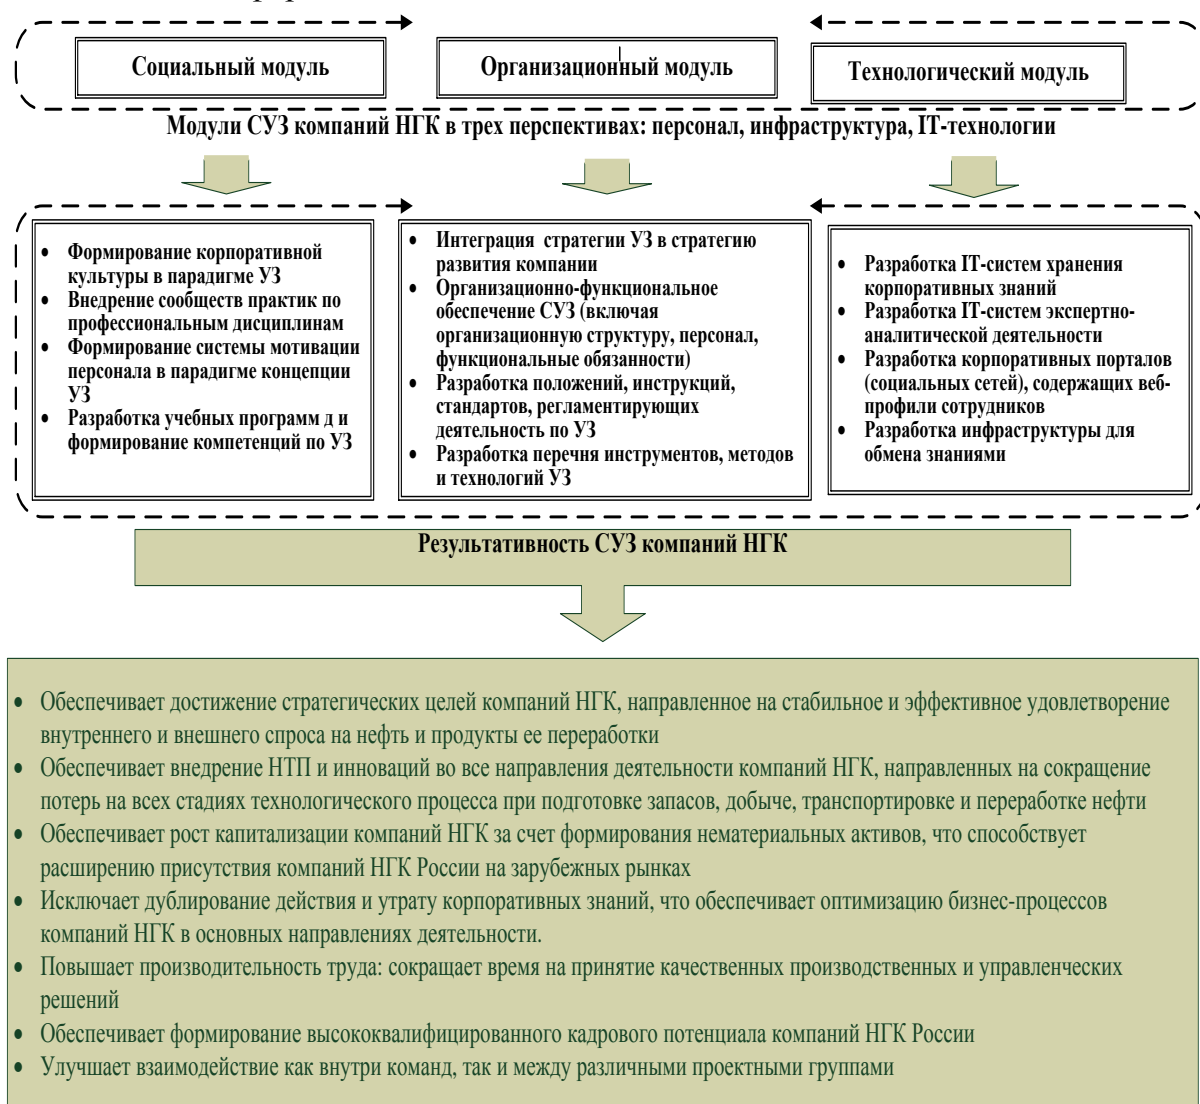 Социальный модуль
Организационный модуль
Технологический модуль
Модули СУЗ компаний НГК в трех перспективах: персонал, инфраструктура, IT-технологии
• Формирование корпоративной
культуры в парадигме УЗ
• Внедрение сообществ практик по
профессиональным дисциплинам
• Формирование системы мотивации
персонала в парадигме концепции
УЗ
• Разработка учебных программ д и
формирование компетенций по УЗ
• Интеграция стратегии УЗ в стратегию
развития компании
• Организационно-функциональное
обеспечение СУЗ (включая
организационную структуру, персонал,
функциональные обязанности)
• Разработка положений, инструкций,
стандартов, регламентирующих
деятельность по УЗ
• Разработка перечня инструментов, методов
и технологий УЗ
• Разработка IT-систем хранения
корпоративных знаний
• Разработка IT-систем экспертно-
аналитической деятельности
• Разработка корпоративных порталов
(социальных сетей), содержащих веб-
профили сотрудников
• Разработка инфраструктуры для
обмена знаниями
Результативность СУЗ компаний НГК
• Обеспечивает достижение стратегических целей компаний НГК, направленное на стабильное и эффективное удовлетворение
внутреннего и внешнего спроса на нефть и продукты ее переработки
• Обеспечивает внедрение НТП и инноваций во все направления деятельности компаний НГК, направленных на сокращение
потерь на всех стадиях технологического процесса при подготовке запасов, добыче, транспортировке и переработке нефти
• Обеспечивает рост капитализации компаний НГК за счет формирования нематериальных активов, что способствует
расширению присутствия компаний НГК России на зарубежных рынках
• Исключает дублирование действия и утрату корпоративных знаний, что обеспечивает оптимизацию бизнес-процессов
компаний НГК в основных направлениях деятельности.
• Повышает производительность труда: сокращает время на принятие качественных производственных и управленческих
решений
• Обеспечивает формирование высококвалифицированного кадрового потенциала компаний НГК России
• Улучшает взаимодействие как внутри команд, так и между различными проектными группами